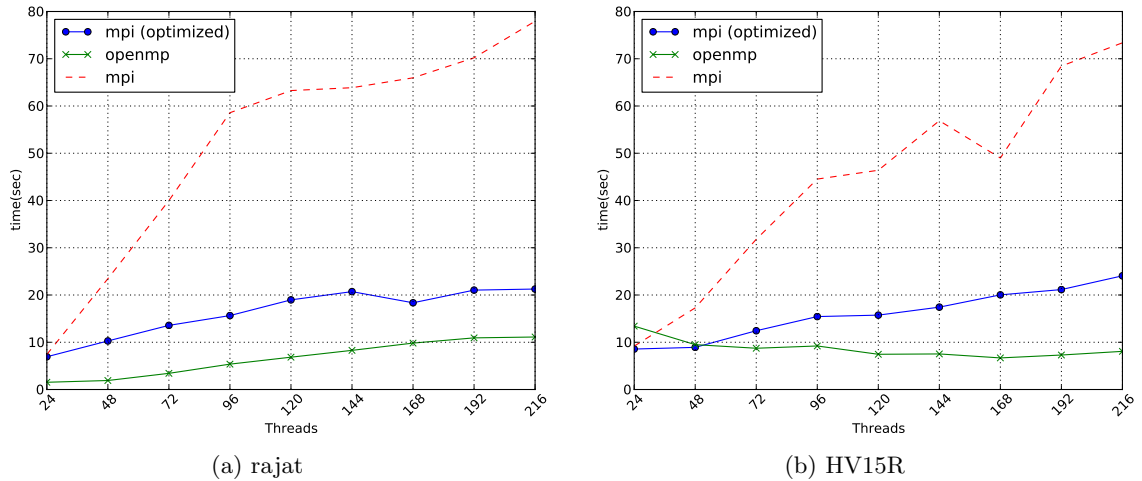 80
70
60
50
40
30
20
10
0
time(sec)
mpi (optimized)
openmp
mpi
24 48 72 96 120 144 168 192 216
Threads
(a) rajat
80
70
60
50
40
30
20
10
0
time(sec)
mpi (optimized)
openmp
mpi
24 48 72 96 120 144 168 192 216
Threads
(b) HV15R